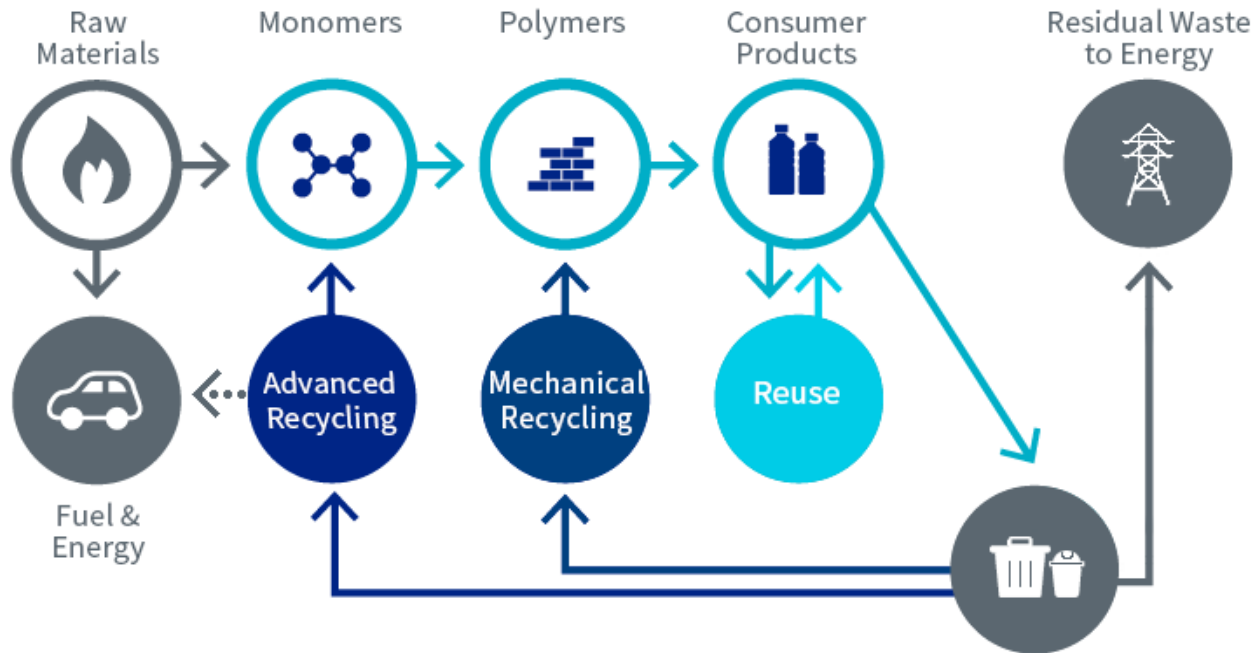 Raw
Materials
Monomers
Polymers
Consumer
Products
Residual Waste
to Energy
Advanced
Recycling
Mechanical
Recycling
Reuse
Fuel &
Energy